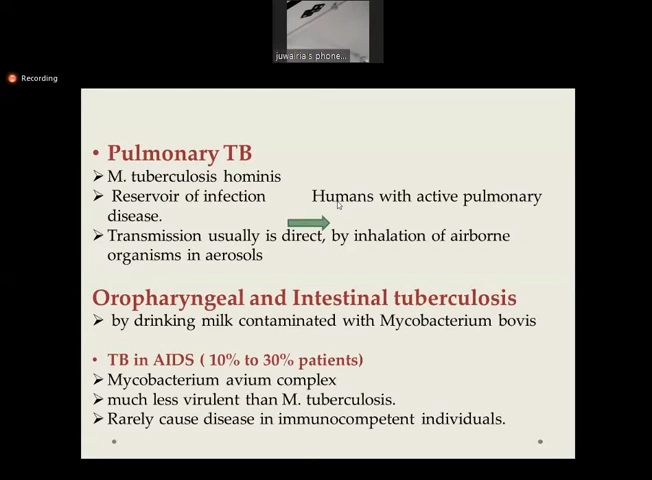 juwairia s phone...
Recording
• Pulmonary TB
➢ M. tuberculosis hominis
➢ Reservoir of infection Humans with active pulmonary
disease.
➢ Transmission usually is direct, by inhalation of airborne
organisms in aerosols
Oropharyngeal and Intestinal tuberculosis
➢ by drinking milk contaminated with Mycobacterium bovis
• TB in AIDS ( 10% to 30% patients)
➢ Mycobacterium avium complex
➢ much less virulent than M. tuberculosis.
➢ Rarely cause disease in immunocompetent individuals.